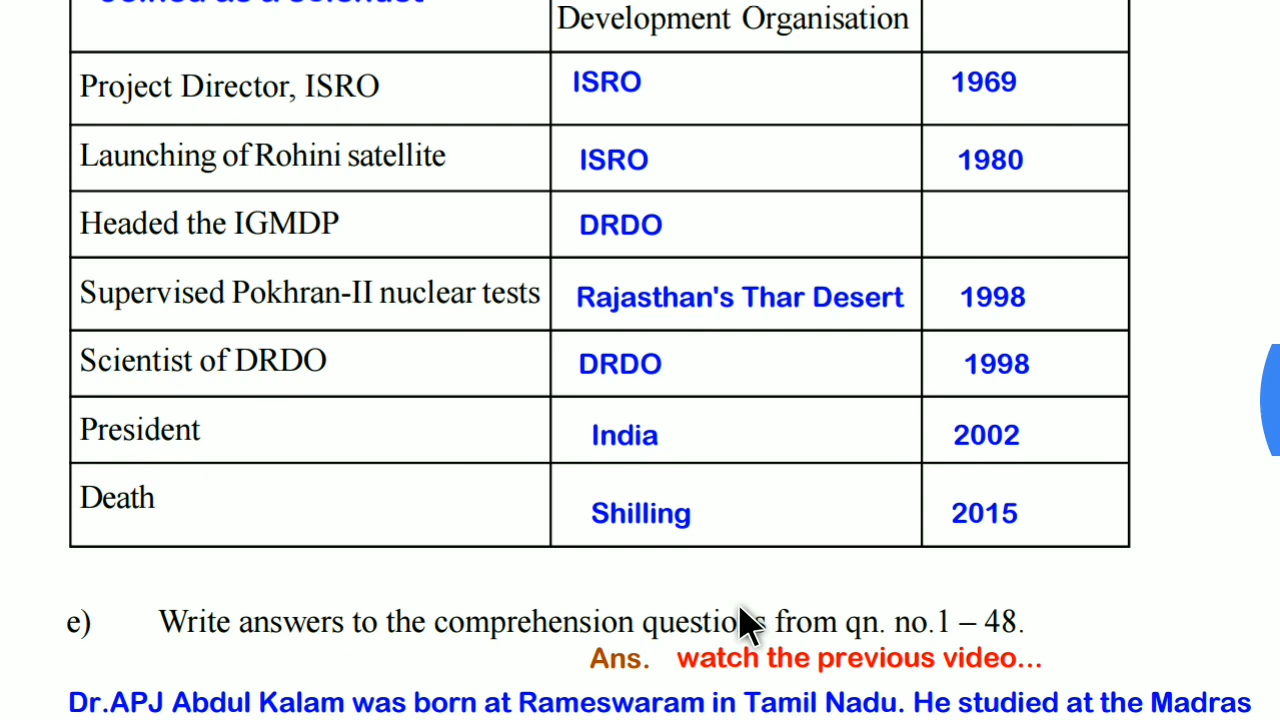 Joined as a scientist
Development Organisation
Project Director, ISRO ISRO 1969
Launching of Rohini satellite ISRO 1980
Headed the IGMDP DRDO
Supervised Pokhran-II nuclear tests Rajasthan's Thar Desert 1998
Scientist of DRDO DRDO 1998
President India 2002
Death Shilling 2015
e) Write answers to the comprehension questions from qn. no.1 – 48.
Ans. watch the previous video...
Dr.APJ Abdul Kalam was born at Rameswaram in Tamil Nadu. He studied at the Madras